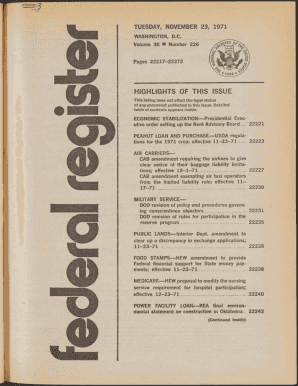 3
TUESDAY, NOVEMBER 23, 1971
WASHINGTON, D.C.
Volume 36 ■ Number 226
Pages 22217-22272
federal register
HIGHLIGHTS OF THIS ISSUE
This listing does not affect the legal status
of any document published in this issue. Detailed
table of contents appears inside.
ECONOMIC STABILIZATION—Presidential Exec-
utive order setting up the Rent Advisory Board .. 22221
PEANUT LOAN AND PURCHASE—USDA regula-
tions for the 1971 crop; effective 11-23-71 ..... 22223
AIR CARRIERS—
CAB amendment requiring the airlines to give
clear notice of their baggage liability limita-
tions; effective 12-22-71 ..... 22227
CAB amendment exempting air taxi operators
from the limited liability rule; effective 11-
17-71 ..... 22230
MILITARY SERVICE—
DOD revision of policy and procedures govern-
ing conscientious objectors ..... 22231
DOD revision of rules for participation in the
reserve program ..... 22235
PUBLIC LANDS—Interior Dept. amendment to
clear up a discrepancy in exchange applications;
11-23-71 ..... 22238
FOOD STAMPS—HEW amendment to provide
Federal financial support for State money pay-
ments; effective 11-23-71 ..... 22238
MEDICARE—HEW proposal to modify the nursing
service requirement for hospital participation;
effective 12-23-71 ..... 22240
POWER FACILITY LOAN—REA final environ-
mental statement on construction in Oklahoma .. 22243
(Continued inside)